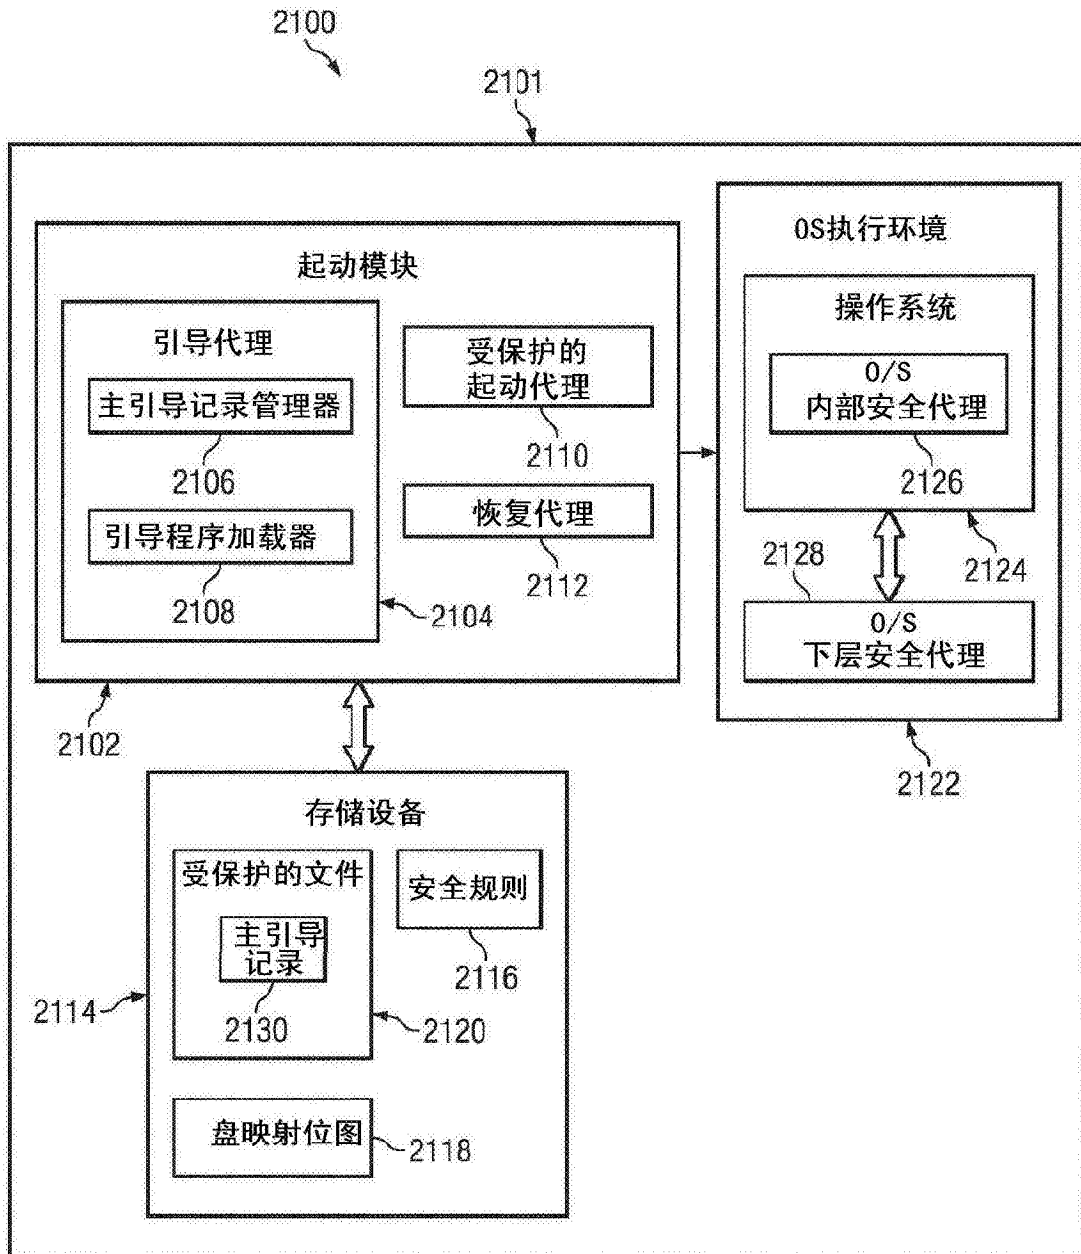 2100
2101
起动模块
引导代理
主引导记录管理器
2106
引导程序加载器
2108
2104
受保护的
起动代理
2110
恢复代理
2112
2102
OS执行环境
操作系统
O/S
内部安全代理
2126
2124
2128
O/S
下层安全代理
2122
存储设备
受保护的文件
主引导
记录
2130
2120
安全规则
2116
2114
盘映射位图
2118